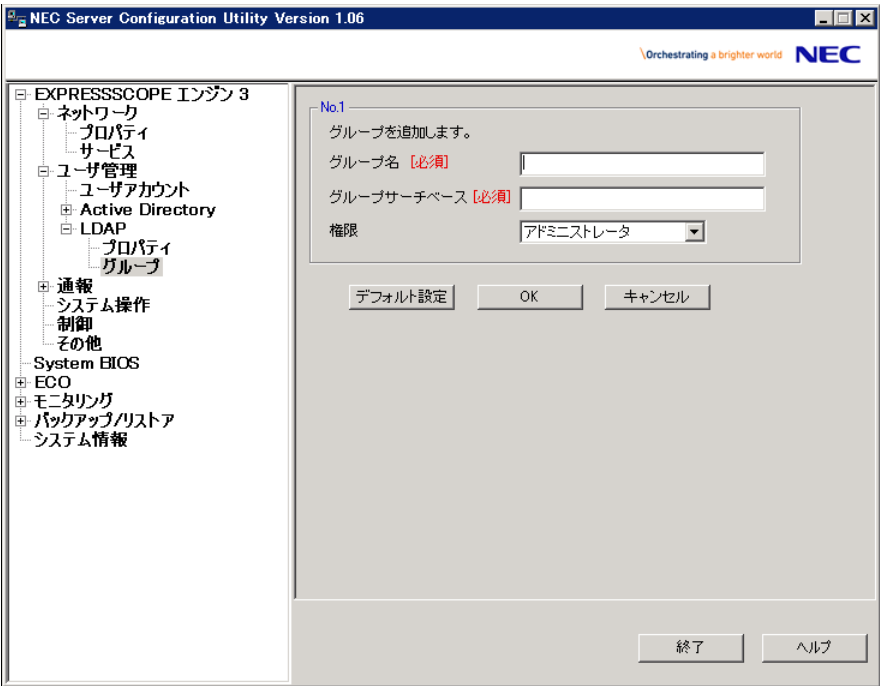 NEC Server Configuration Utility Version 1.06
\Orchestrating a brighter world NEC
EXPRESSSCOPE エンジン 3
ネットワーク
プロパティ
サービス
ユーザ管理
ユーザアカウント
Active Directory
LDAP
プロパティ
グループ
通報
システム操作
制御
その他
System BIOS
ECO
モニタリング
バックアップ/リストア
システム情報
No.1
グループを追加します。
グループ名 [必須]
グループサーチベース [必須]
権限 アドミニストレータ
デフォルト設定 OK キャンセル
終了 ヘルプ